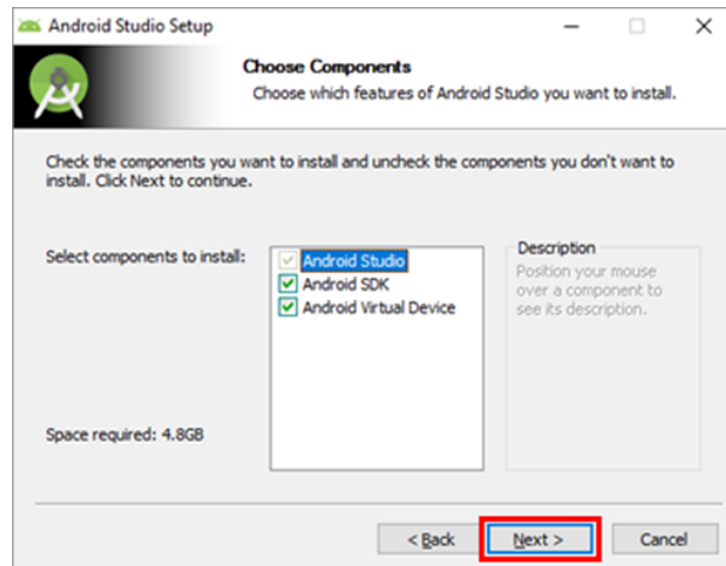 Android Studio Setup
Choose Components
Choose which features of Android Studio you want to install.
Check the components you want to install and uncheck the components you don't want to
install. Click Next to continue.
Select components to install:
Android Studio
Android SDK
Android Virtual Device
Description
Position your mouse
over a component to
see its description.
Space required: 4.8GB
< Back
Next >
Cancel